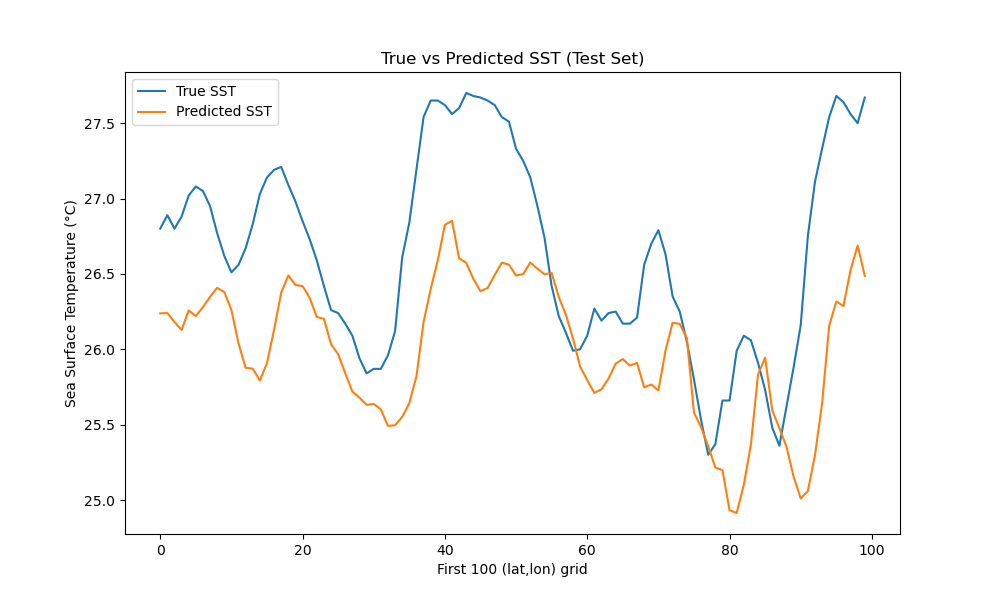 True vs Predicted SST (Test Set)
True SST
Predicted SST
Sea Surface Temperature (°C)
27.5
27.0
26.5
26.0
25.5
25.0
0 20 40 60 80 100
First 100 (lat,lon) grid